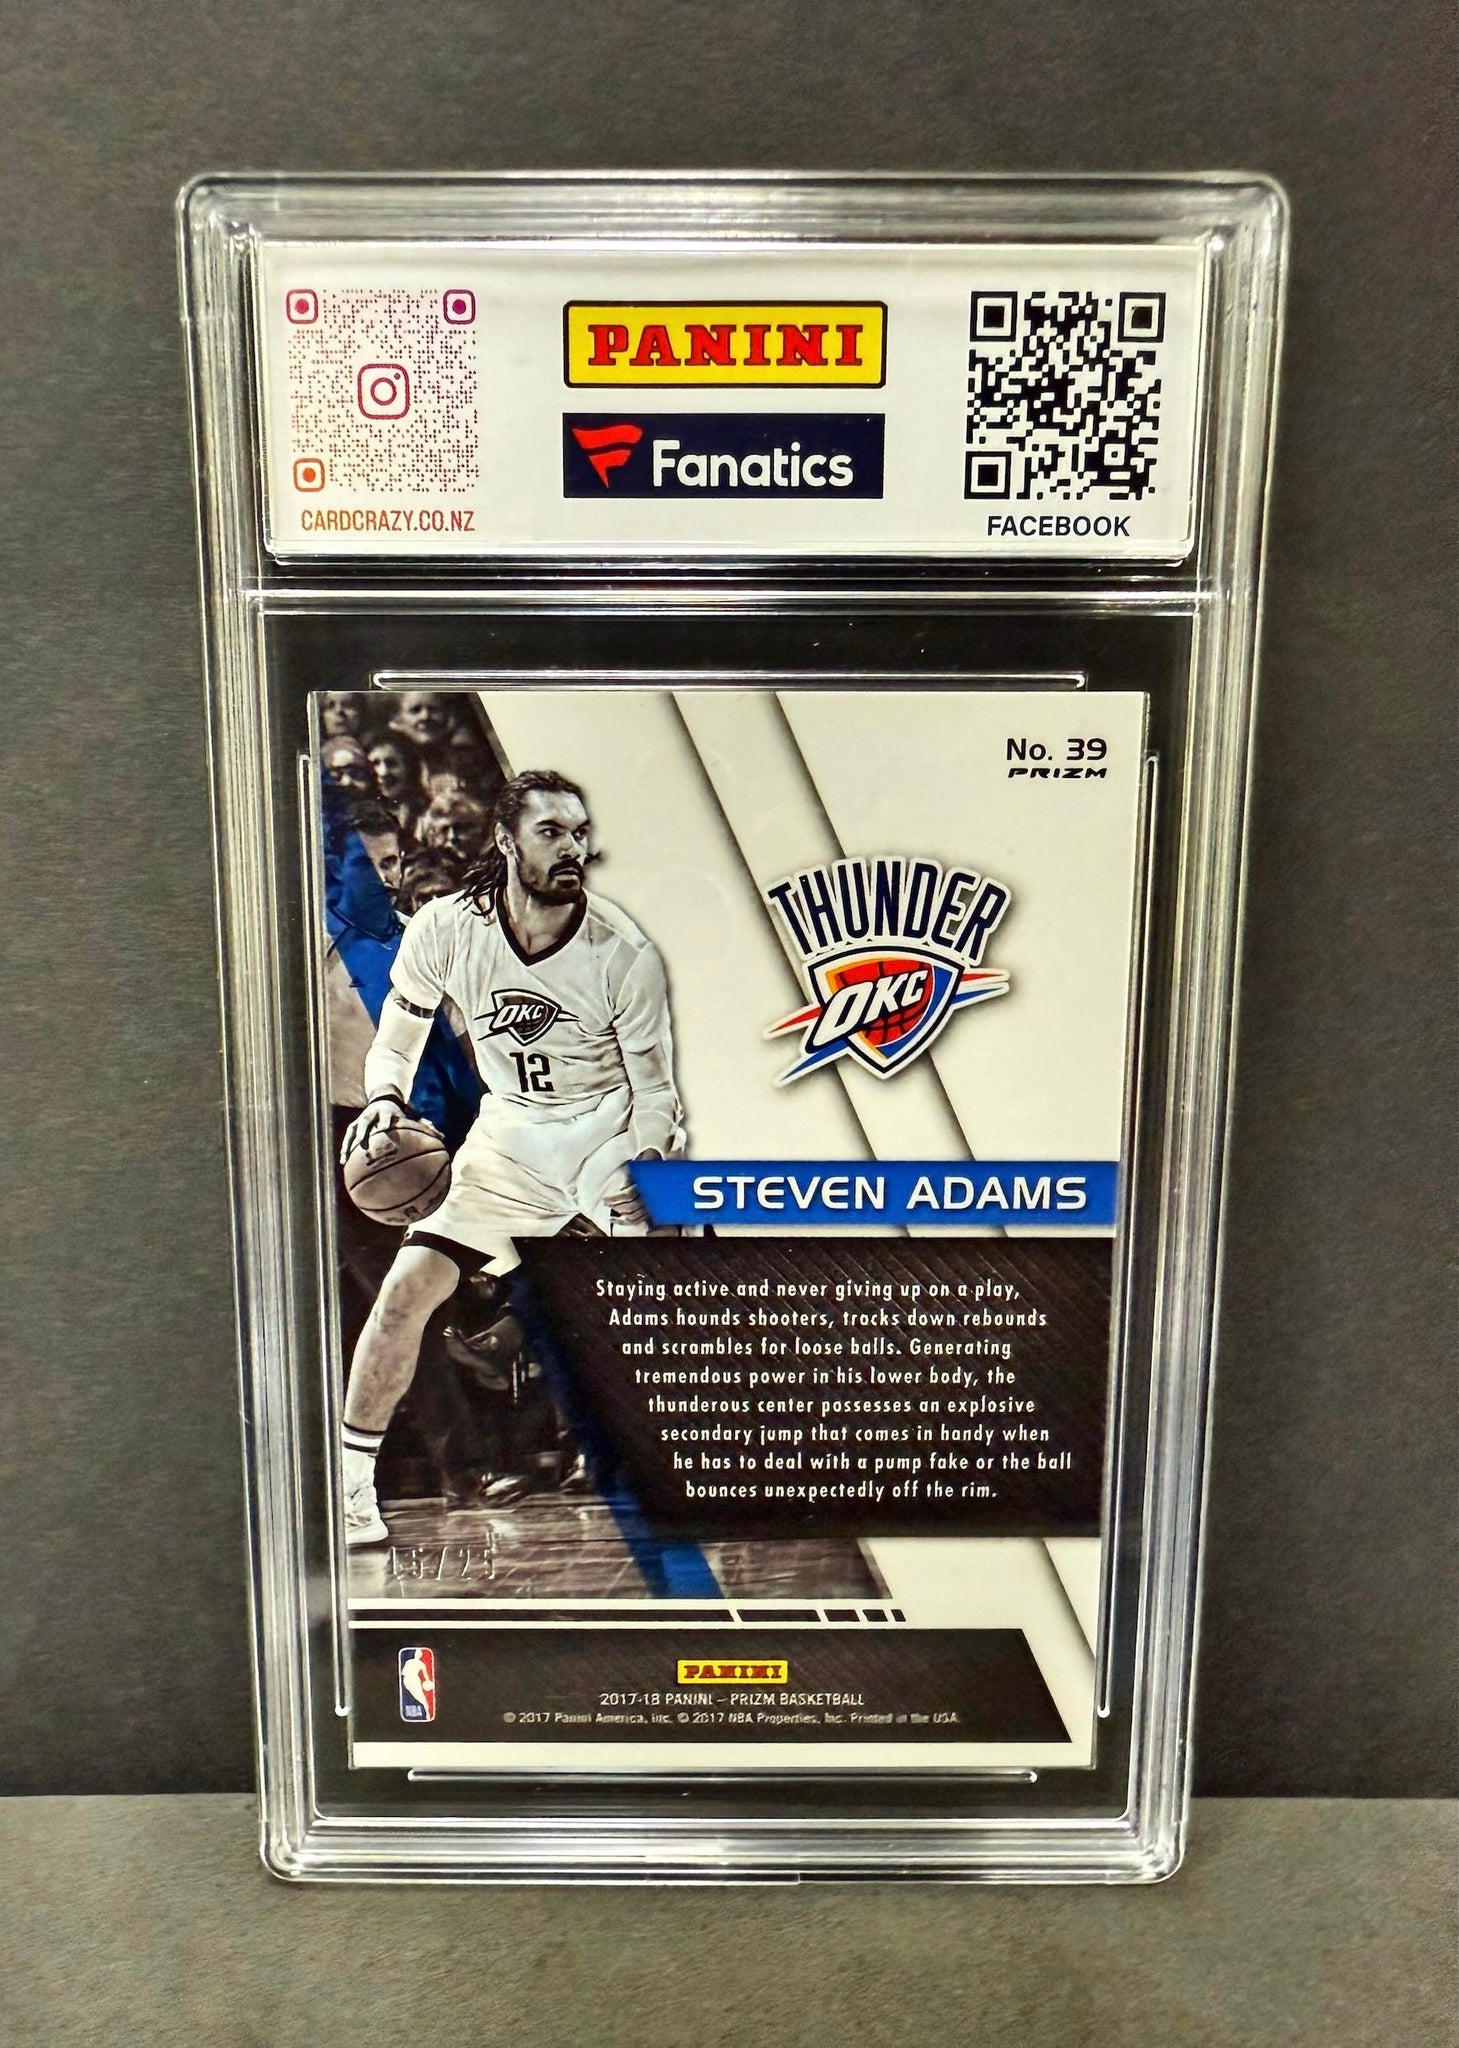 PANINI
Fanatics
CARDCRAZY.CO.NZ
FACEBOOK
No. 39
PRIZM
THUNDER
OKC
OKC
12
STEVEN ADAMS
Staying active and never giving up on a play,
Adams hounds shooters, tracks down rebounds
and scrambles for loose balls. Generating
tremendous power in his lower body, the
thunderous center possesses an explosive
secondary jump that comes in handy when
he has to deal with a pump fake or the ball
bounces unexpectedly off the rim.
PANINI
NBA
2017-18 PANINI – PRIZM BASKETBALL
© 2017 Panini America, Inc. © 2017 NBA Properties, Inc. Printed in the USA.